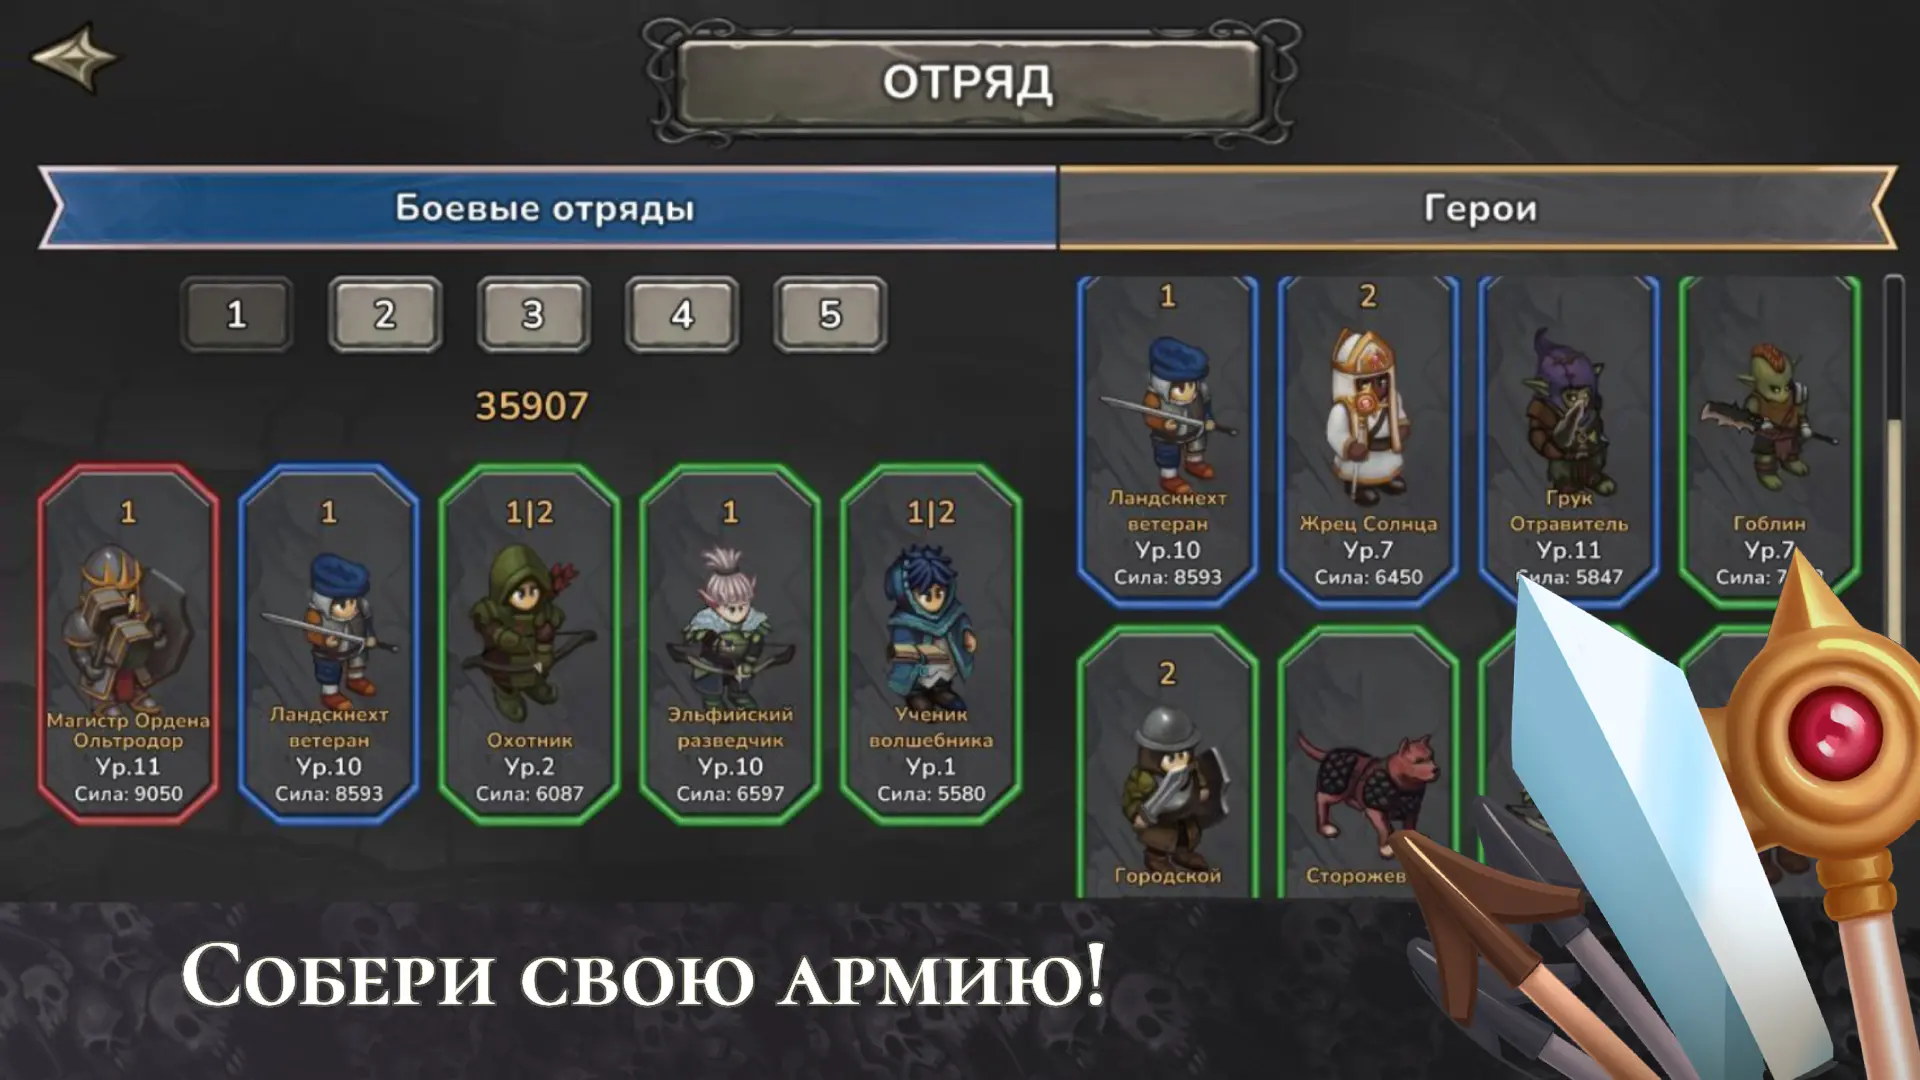 ОТРЯД
Боевые отряды
Герои
1 2 3 4 5
35907
1
Магистр Ордена
Ольтродор
Ур.11
Сила: 9050
1
Ландскнехт
ветеран
Ур.10
Сила: 8593
1|2
Охотник
Ур.2
Сила: 6087
1
Эльфийский
разведчик
Ур.10
Сила: 6597
1|2
Ученик
волшебника
Ур.1
Сила: 5580
1
Ландскнехт
ветеран
Ур.10
Сила: 8593
2
Жрец Солнца
Ур.7
Сила: 6450
Грук
Отравитель
Ур.11
Сила: 5847
Гоблин
Ур.7
Сила:
2
Городской
Собери свою армию!